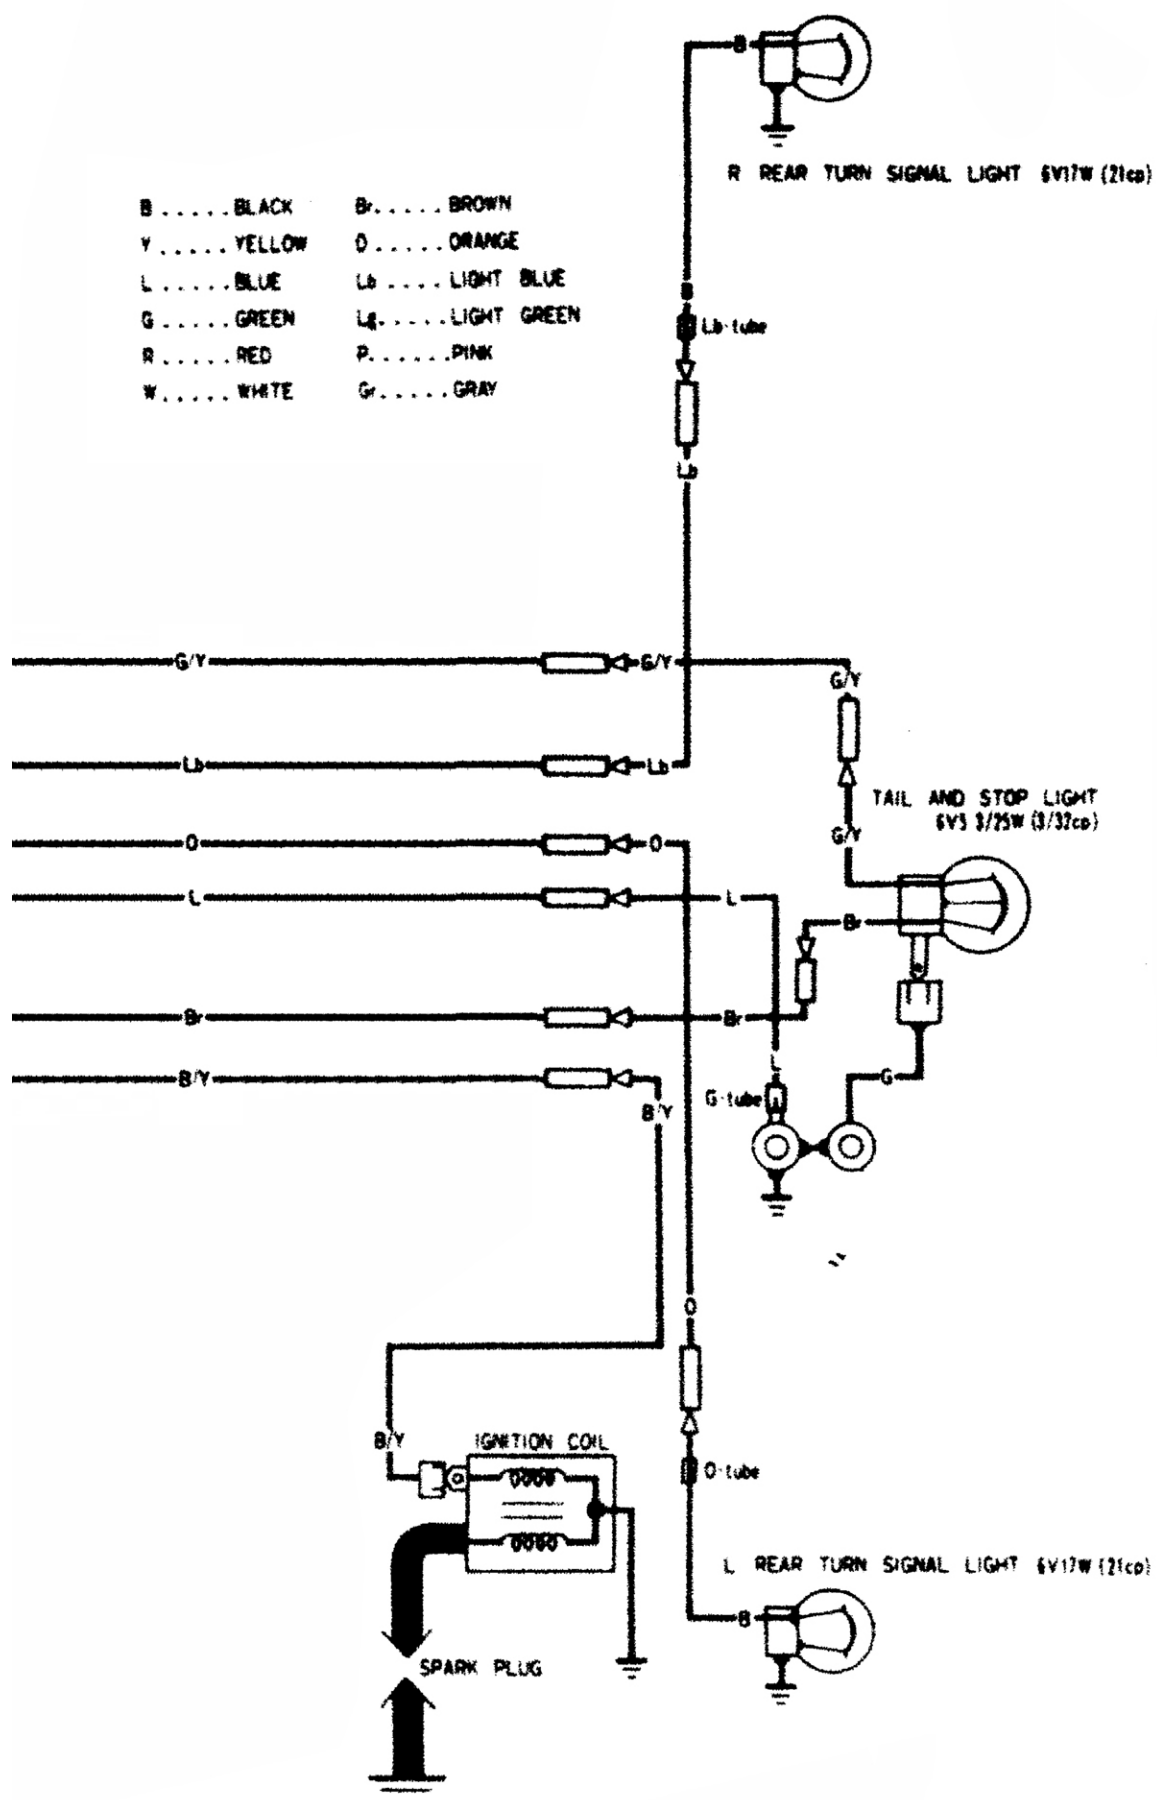 B
R REAR TURN SIGNAL LIGHT 6V17W (21cp)
B.....BLACK Br.....BROWN
Y.....YELLOW O.....ORANGE
L.....BLUE Lb....LIGHT BLUE
G.....GREEN Lg.....LIGHT GREEN
R.....RED P......PINK
W.....WHITE Gr.....GRAY
B
Lb-tube
Lb
G/Y G/Y
G/Y
Lb Lb
TAIL AND STOP LIGHT
G/Y
O O
L L
Br
Br Br
L
B/Y
G
G-tube
B/Y
O
B/Y
IGNITION COIL
O-tube
L REAR TURN SIGNAL LIGHT 6V17W (21cp)
B
SPARK PLUG